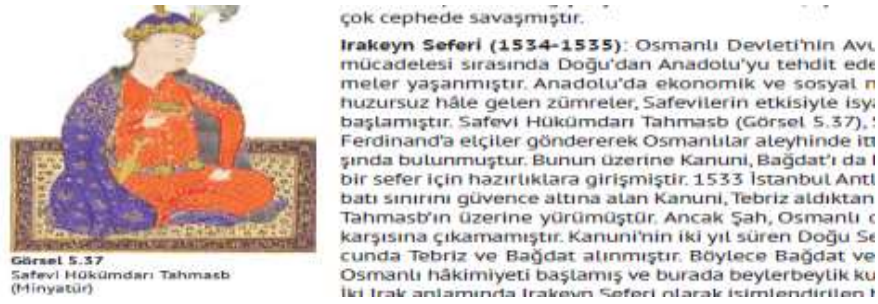 çok cephede savaşmıştır.
Irakeyn Seferi (1534-1535): Osmanlı Devleti'nin Avu
mücadelesi sırasında Doğu'dan Anadolu'yu tehdit ede
meler yaşanmıştır. Anadolu'da ekonomik ve sosyal
huzursuz hâle gelen zümreler, Safevilerin etkisiyle isya
başlamıştır. Safevi Hükümdarı Tahmasb (Görsel 5.37),
Ferdinand'a elçiler göndererek Osmanlılar aleyhinde itt
şında bulunmuştur. Bunun üzerine Kanuni, Bağdat'ı da
bir sefer için hazırlıklara girişmiştir. 1533 İstanbul Antl
batı sınırını güvence altına alan Kanuni, Tebriz aldıktan
Tahmasb'ın üzerine yürümüştür. Ancak Şah, Osmanlı
karşısına çıkamamıştır. Kanuni'nin iki yıl süren Doğu Se
cunda Tebriz ve Bağdat alınmıştır. Böylece Bağdat ve
Osmanlı hâkimiyeti başlamış ve burada beylerbeylik ku
İki Irak anlamında Irakeyn Seferi olarak isimlendirilen
Görsel 5.37
Safevi Hükümdarı Tahmasb
(Minyatür)